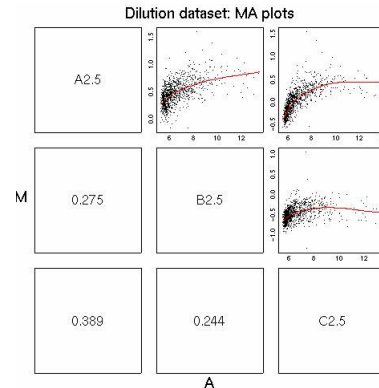 Dilution dataset: MA plots
A2.5
0.0 0.5 1.0 1.5
6 8 10 12
-0.5 0.0 0.5 1.0 1.5
6 8 10 12
M
0.275
B2.5
-1.0 -0.5 0.0 0.5 1.0
6 8 10 12
0.389
0.244
C2.5
A